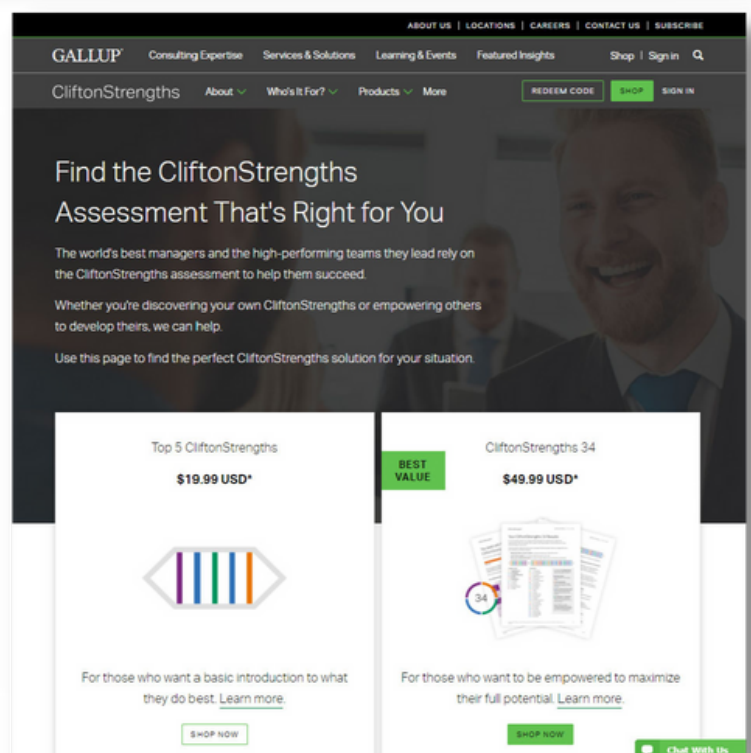 ABOUT US | LOCATIONS | CAREERS | CONTACT US | SUBSCRIBE
GALLUP® Consulting Expertise Services & Solutions Learning & Events Featured Insights Shop | Sign in
CliftonStrengths About Who's It For? Products More REDEEM CODE SHOP SIGN IN
Find the CliftonStrengths
Assessment That's Right for You
The world's best managers and the high-performing teams they lead rely on
the CliftonStrengths assessment to help them succeed.
Whether you're discovering your own CliftonStrengths or empowering others
to develop theirs, we can help.
Use this page to find the perfect CliftonStrengths solution for your situation.
Top 5 CliftonStrengths
$19.99 USD*
For those who want a basic introduction to what
they do best. Learn more.
SHOP NOW
BEST
VALUE
CliftonStrengths 34
$49.99 USD*
34
For those who want to be empowered to maximize
their full potential. Learn more.
SHOP NOW
Chat With Us